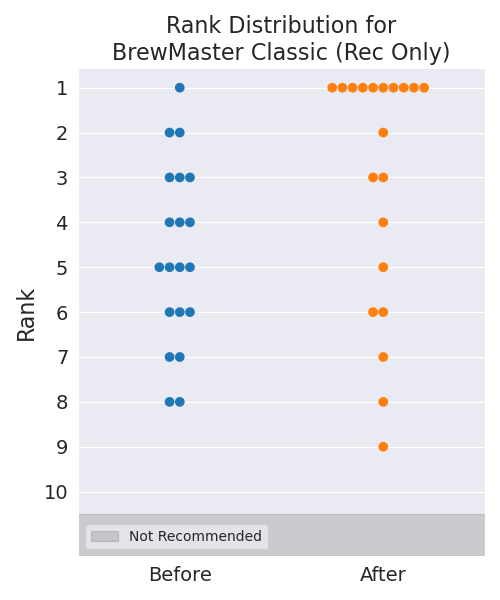 Rank Distribution for
BrewMaster Classic (Rec Only)
Rank
1
2
3
4
5
6
7
8
9
10
Not Recommended
Before After